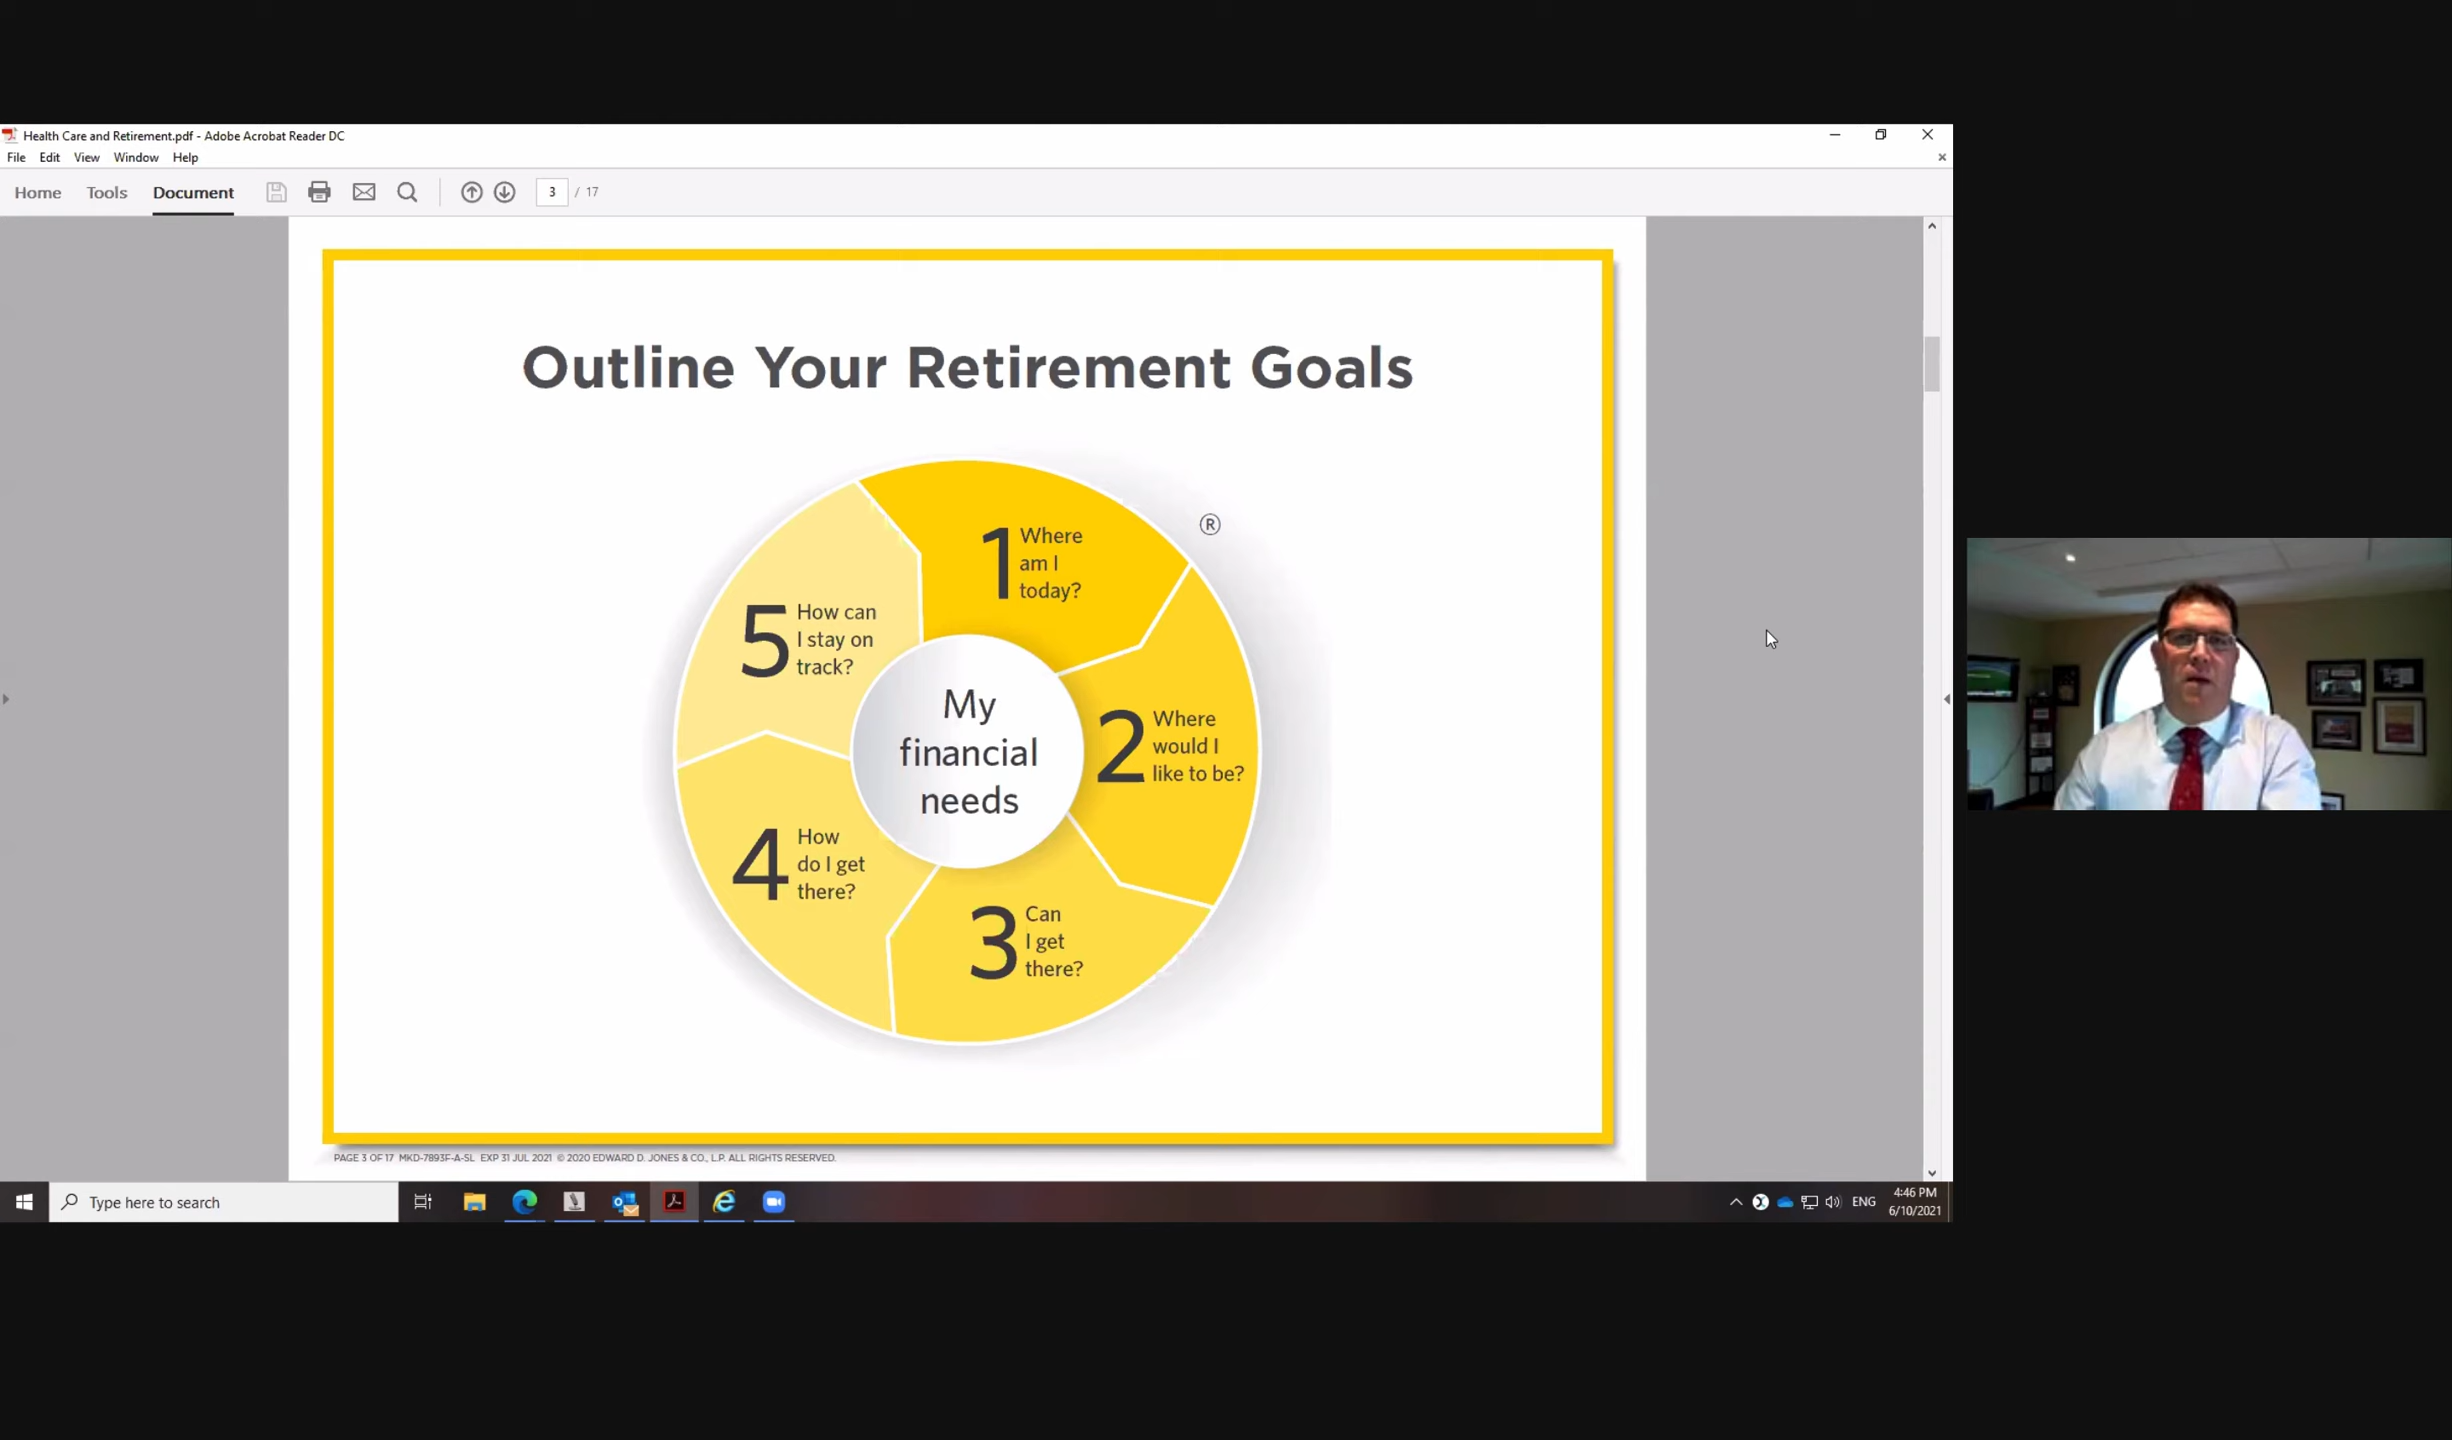 Health Care and Retirement.pdf - Adobe Acrobat Reader DC
File Edit View Window Help
Home Tools Document 3 / 17
Outline Your Retirement Goals
®
1 Where
am I
today?
2 Where
would I
like to be?
3 Can
I get
there?
4 How
do I get
there?
5 How can
I stay on
track?
My
financial
needs
PAGE 3 OF 17 MKD-7893F-A-SL EXP 31 JUL 2021 © 2020 EDWARD D. JONES & CO., L.P. ALL RIGHTS RESERVED.
Type here to search
ENG
4:46 PM
6/10/2021